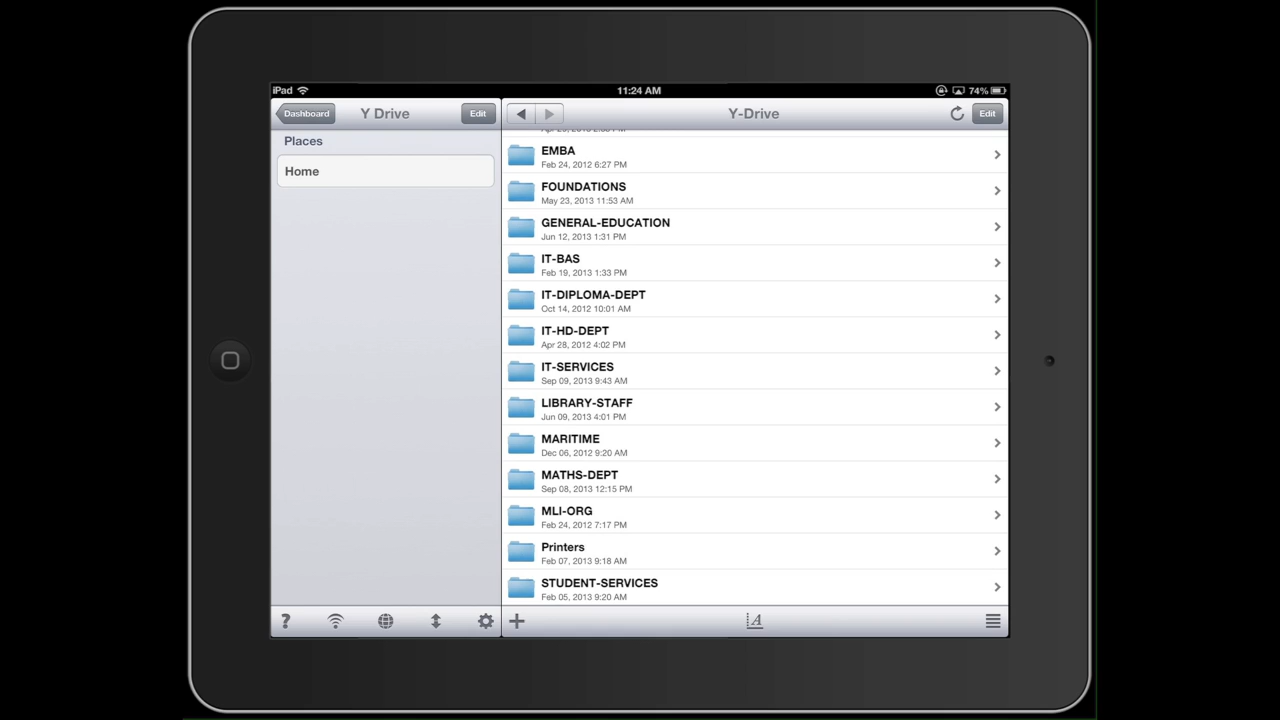 iPad
11:24 AM
74%
Dashboard
Y Drive
Edit
Y-Drive
Edit
Places
Home
EMBA
Feb 24, 2012 6:27 PM
FOUNDATIONS
May 23, 2013 11:53 AM
GENERAL-EDUCATION
Jun 12, 2013 1:31 PM
IT-BAS
Feb 19, 2013 1:33 PM
IT-DIPLOMA-DEPT
Oct 14, 2012 10:01 AM
IT-HD-DEPT
Apr 28, 2012 4:02 PM
IT-SERVICES
Sep 09, 2013 9:43 AM
LIBRARY-STAFF
Jun 09, 2013 4:01 PM
MARITIME
Dec 06, 2012 9:20 AM
MATHS-DEPT
Sep 08, 2013 12:15 PM
MLI-ORG
Feb 24, 2012 7:17 PM
Printers
Feb 07, 2013 9:18 AM
STUDENT-SERVICES
Feb 05, 2013 9:20 AM
?
A